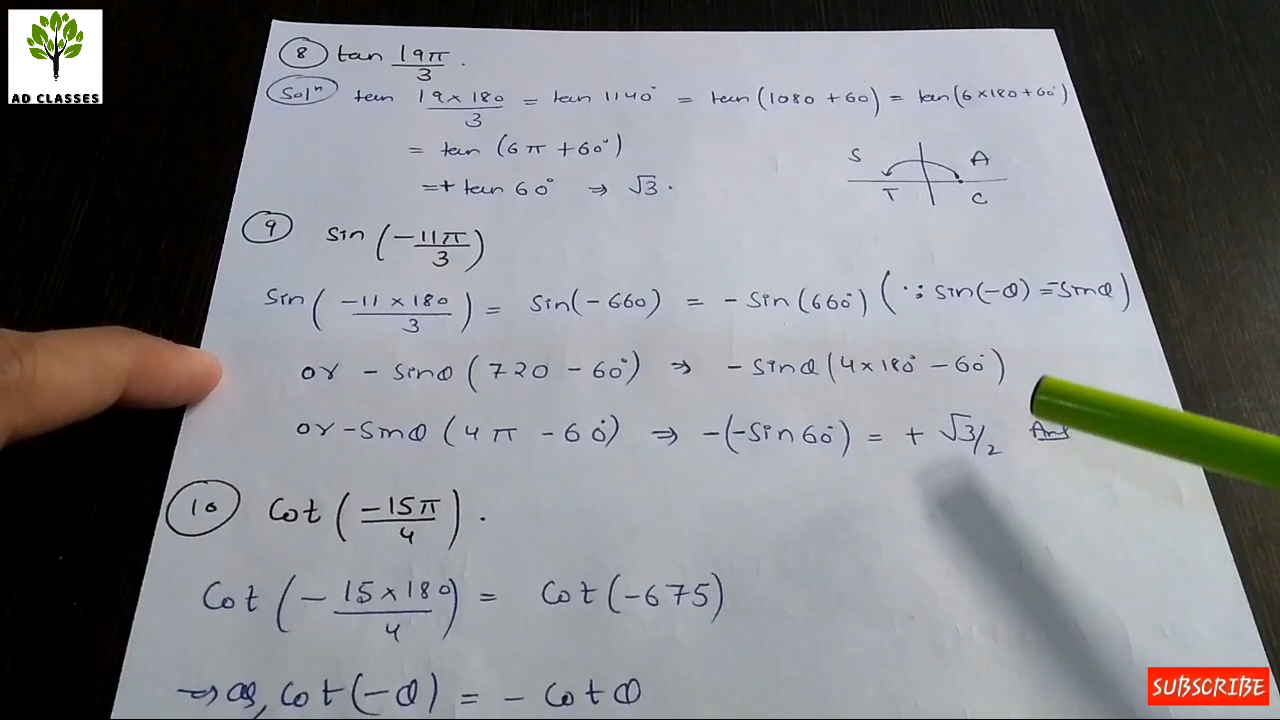 AD CLASSES
⑧ tan 19π/3 .
Solⁿ tan 19×180/3 = tan 1140° = tan(1080 + 60) = tan(6×180+60°)
= tan (6π + 60°)
=+ tan 60° ⇒ √3 .
S A
T C
⑨ sin (-11π/3)
Sin (-11 × 180/3) = Sin(-660) = - Sin(660°) (∵ Sin(-θ) =-Sinθ)
or - Sinθ (720 - 60°) ⇒ - Sinθ (4×180° - 60°)
or -Sinθ (4π - 60°) ⇒ -(-Sin60°) = + √3/2 Ans
⑩ Cot (-15π/4) .
Cot (- 15×180/4) = Cot(-675)
⇒ as, Cot(-θ) = - Cotθ
SUBSCRIBE